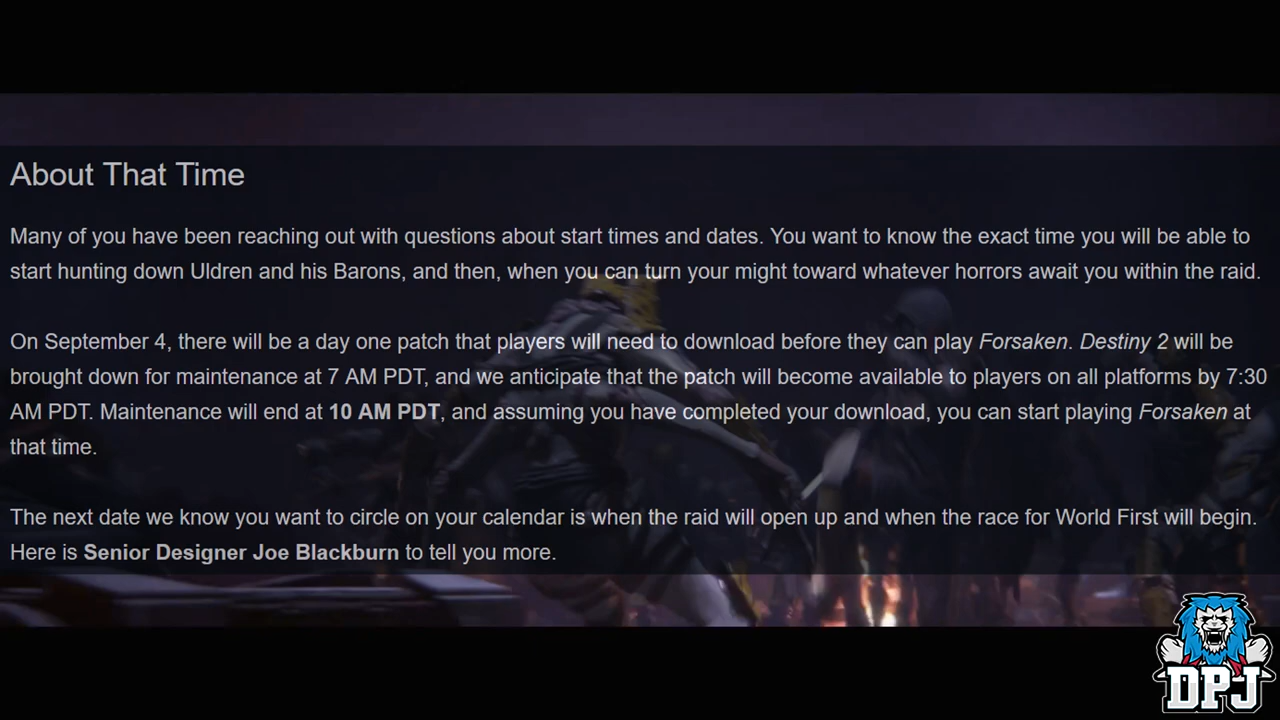 About That Time
Many of you have been reaching out with questions about start times and dates. You want to know the exact time you will be able to
start hunting down Uldren and his Barons, and then, when you can turn your might toward whatever horrors await you within the raid.
On September 4, there will be a day one patch that players will need to download before they can play Forsaken. Destiny 2 will be
brought down for maintenance at 7 AM PDT, and we anticipate that the patch will become available to players on all platforms by 7:30
AM PDT. Maintenance will end at 10 AM PDT, and assuming you have completed your download, you can start playing Forsaken at
that time.
The next date we know you want to circle on your calendar is when the raid will open up and when the race for World First will begin.
Here is Senior Designer Joe Blackburn to tell you more.
DPJ